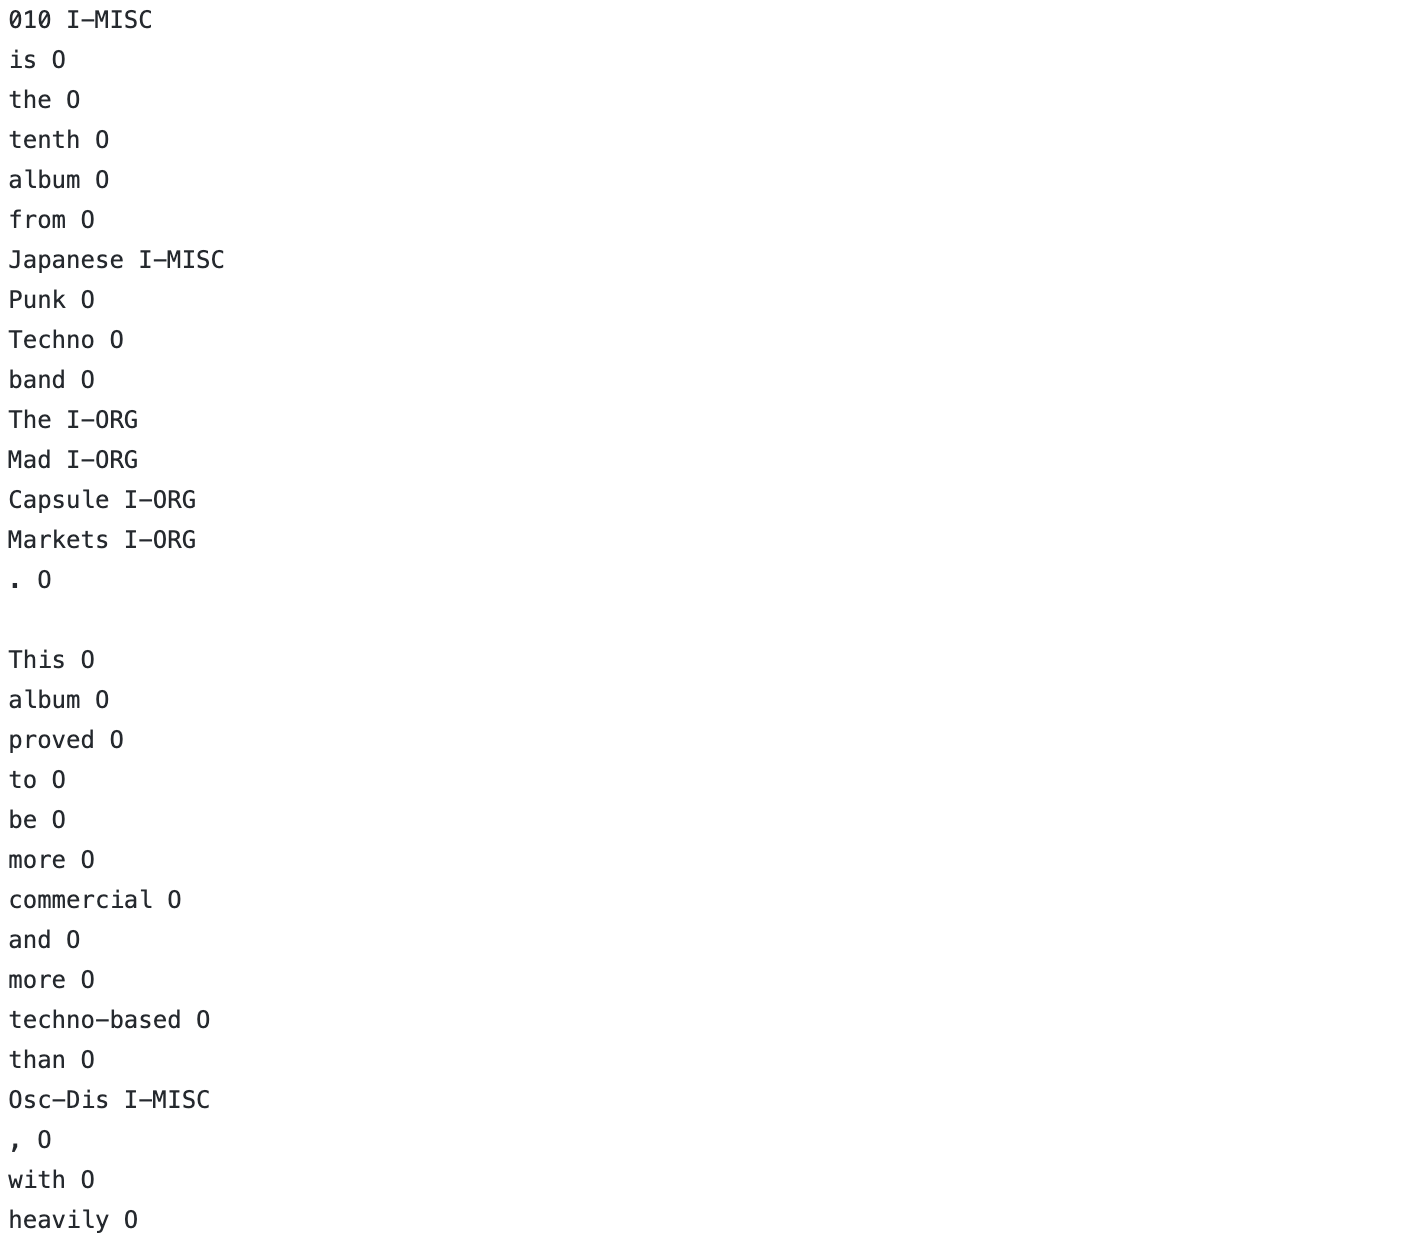 010 I-MISC
is O
the O
tenth O
album O
from O
Japanese I-MISC
Punk O
Techno O
band O
The I-ORG
Mad I-ORG
Capsule I-ORG
Markets I-ORG
. O

This O
album O
proved O
to O
be O
more O
commercial O
and O
more O
techno-based O
than O
Osc-Dis I-MISC
, O
with O
heavily O